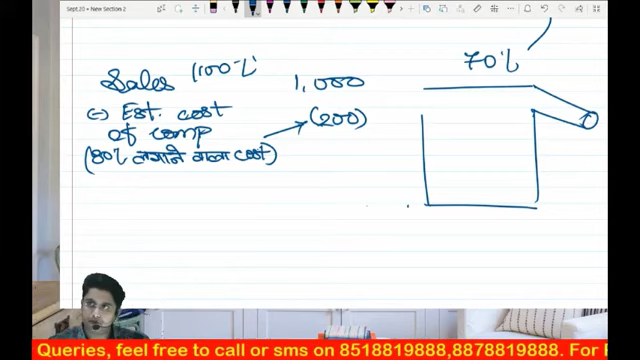 Sept.20 + New Section 2
70%
Sales (100% 1,000
(-) Est. cost
of comp (200)
(80% लगाने वाला cost)
Queries, feel free to call or sms on 8518819888,8878819888. For F